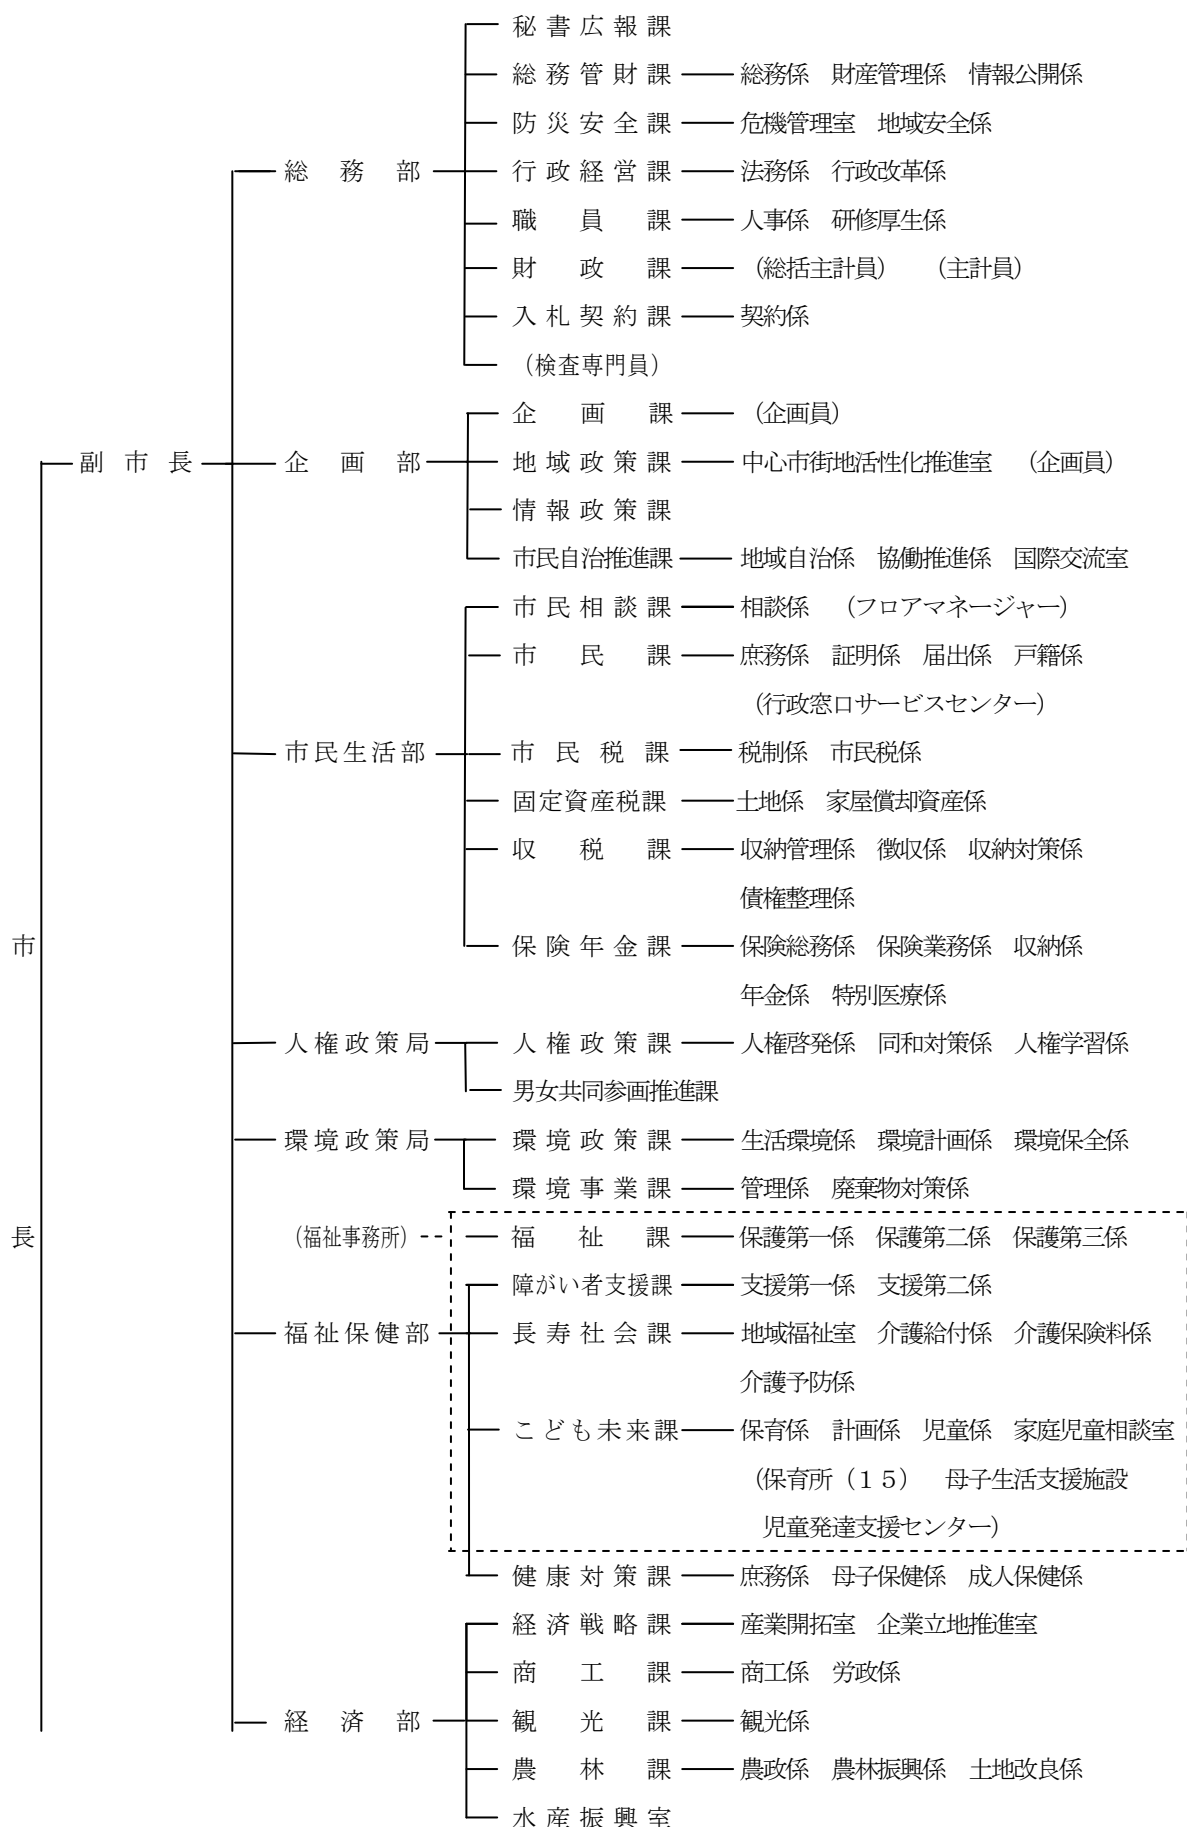 秘書広報課
総務管財課 総務係 財産管理係 情報公開係
防災安全課 危機管理室 地域安全係
総務部 行政経営課 法務係 行政改革係
職員課 人事係 研修厚生係
財政課 (総括主計員) (主計員)
入札契約課 契約係
(検査専門員)
企画課 (企画員)
副市長 企画部 地域政策課 中心市街地活性化推進室 (企画員)
情報政策課
市民自治推進課 地域自治係 協働推進係 国際交流室
市民相談課 相談係 (フロアマネージャー)
市民課 庶務係 証明係 届出係 戸籍係
(行政窓口サービスセンター)
市民生活部 市民税課 税制係 市民税係
固定資産税課 土地係 家屋償却資産係
収税課 収納管理係 徴収係 収納対策係
債権整理係
市 保険年金課 保険総務係 保険業務係 収納係
年金係 特別医療係
人権政策局 人権政策課 人権啓発係 同和対策係 人権学習係
男女共同参画推進課
環境政策局 環境政策課 生活環境係 環境計画係 環境保全係
環境事業課 管理係 廃棄物対策係
長 (福祉事務所) 福祉課 保護第一係 保護第二係 保護第三係
障がい者支援課 支援第一係 支援第二係
福祉保健部 長寿社会課 地域福祉室 介護給付係 介護保険料係
介護予防係
こども未来課 保育係 計画係 児童係 家庭児童相談室
(保育所(15) 母子生活支援施設
児童発達支援センター)
健康対策課 庶務係 母子保健係 成人保健係
経済戦略課 産業開拓室 企業立地推進室
商工課 商工係 労政係
経済部 観光課 観光係
農林課 農政係 農林振興係 土地改良係
水産振興室